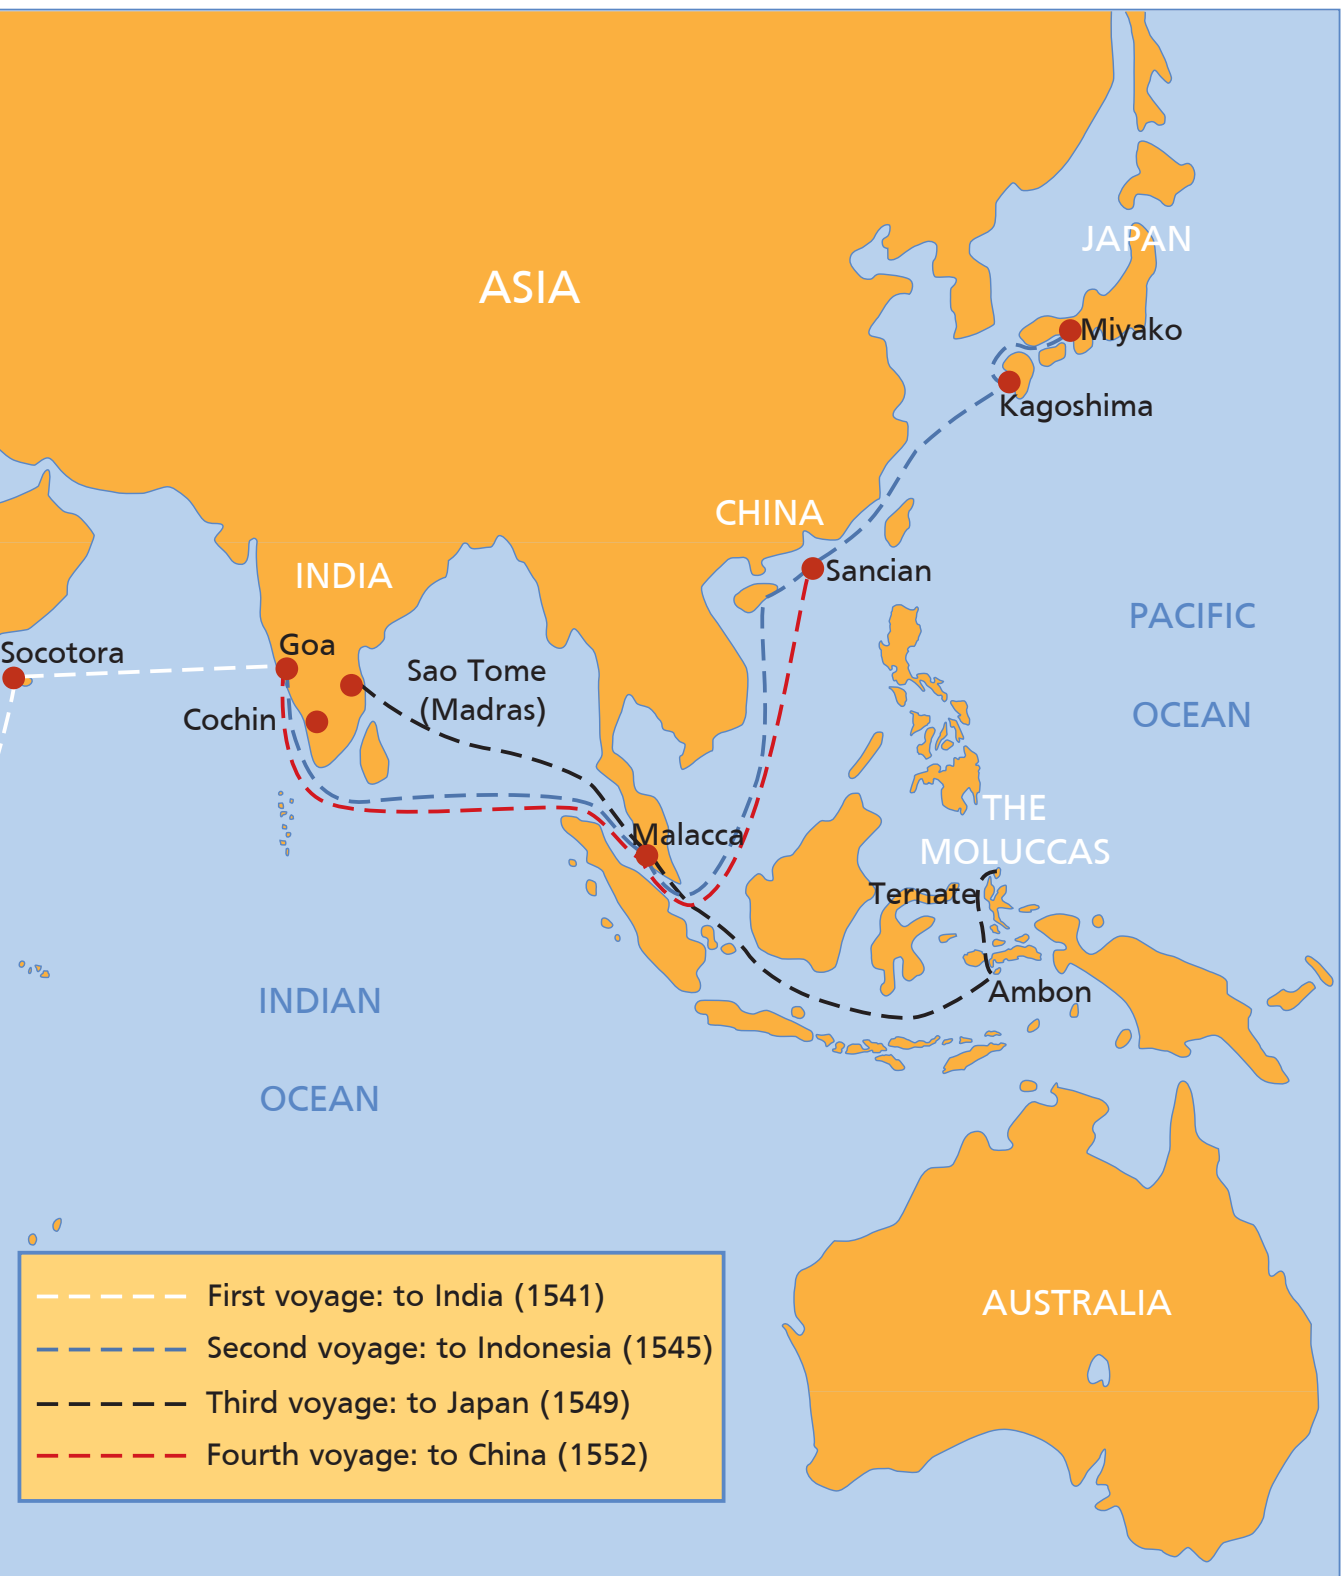 JAPAN
ASIA
Miyako
Kagoshima
CHINA
Sancian
INDIA
PACIFIC
OCEAN
Socotora
Goa
Sao Tome
(Madras)
Cochin
THE
MOLUCCAS
Malacca
Ternate
Ambon
INDIAN
OCEAN
AUSTRALIA
First voyage: to India (1541)
Second voyage: to Indonesia (1545)
Third voyage: to Japan (1549)
Fourth voyage: to China (1552)